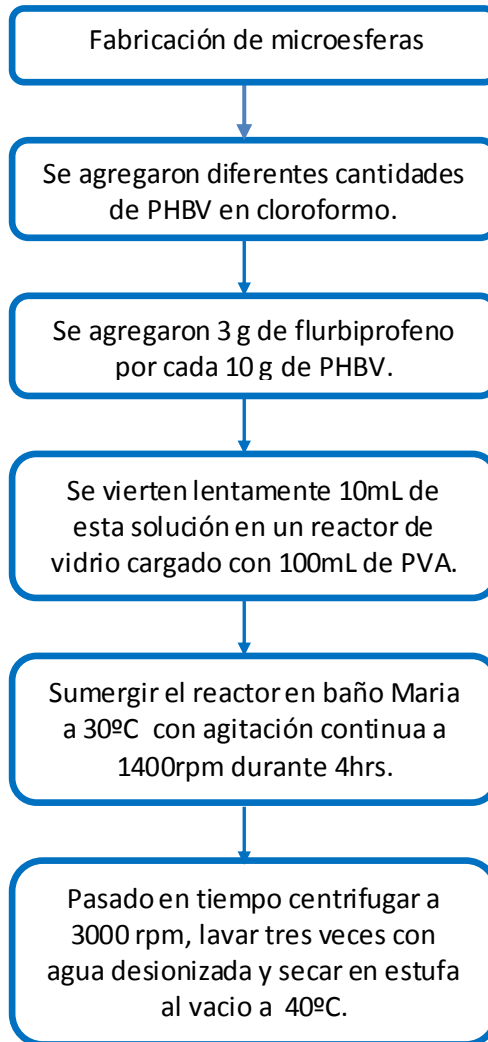 Fabricación de microesferas
Se agregaron diferentes cantidades
de PHBV en cloroformo.
Se agregaron 3 g de flurbiprofeno
por cada 10 g de PHBV.
Se vierten lentamente 10mL de
esta solución en un reactor de
vidrio cargado con 100mL de PVA.
Sumergir el reactor en baño Maria
a 30ºC con agitación continua a
1400rpm durante 4hrs.
Pasado en tiempo centrifugar a
3000 rpm, lavar tres veces con
agua desionizada y secar en estufa
al vacio a 40ºC.